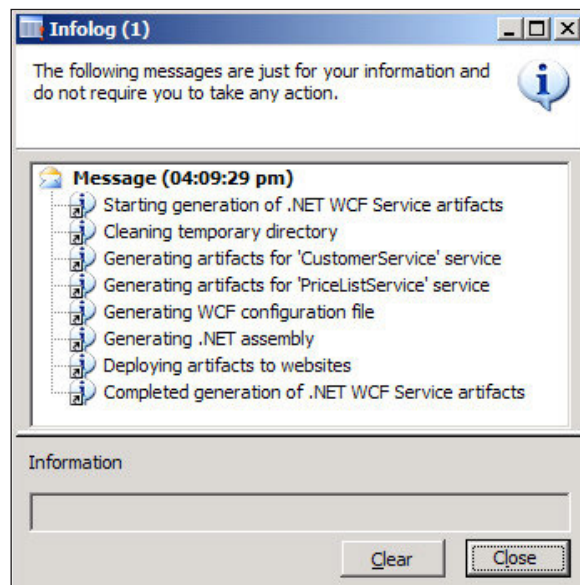 Infolog (1)
The following messages are just for your information and
do not require you to take any action.
Message (04:09:29 pm)
Starting generation of .NET WCF Service artifacts
Cleaning temporary directory
Generating artifacts for 'CustomerService' service
Generating artifacts for 'PriceListService' service
Generating WCF configuration file
Generating .NET assembly
Deploying artifacts to websites
Completed generation of .NET WCF Service artifacts
Information
Clear
Close